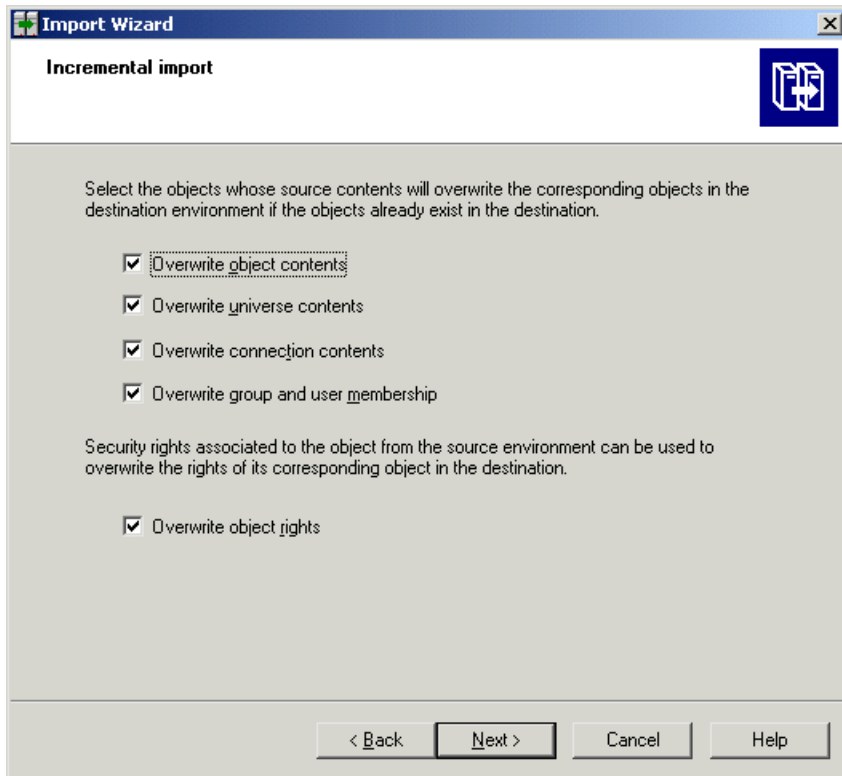 Import Wizard
Incremental import
Select the objects whose source contents will overwrite the corresponding objects in the
destination environment if the objects already exist in the destination.
Overwrite object contents
Overwrite universe contents
Overwrite connection contents
Overwrite group and user membership
Security rights associated to the object from the source environment can be used to
overwrite the rights of its corresponding object in the destination.
Overwrite object rights
< Back Next > Cancel Help